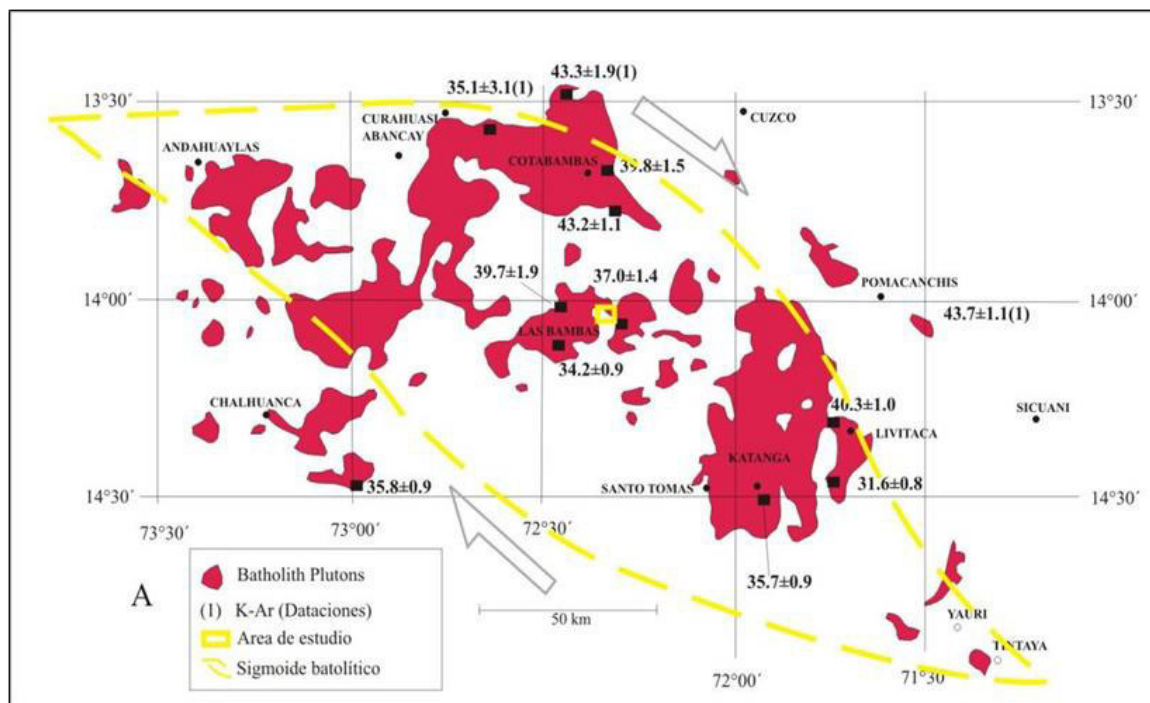 43.3±1.9(1)
35.1±3.1(1)
13°30´
13°30´
CURAHUASI
CUZCO
ABANCAY
ANDAHUAYLAS
COTABAMBAS
39.8±1.5
43.2±1.1
39.7±1.9
37.0±1.4
POMACANCHIS
14°00´
14°00´
43.7±1.1(1)
LAS BAMBAS
34.2±0.9
CHALHUANCA
40.3±1.0
SICUANI
LIVITACA
KATANGA
35.8±0.9
SANTO TOMAS
31.6±0.8
14°30´
14°30´
73°30´
73°00´
72°30´
35.7±0.9
Batholith Plutons
A
(1) K-Ar (Dataciones)
50 km
Area de estudio
YAURI
TINTAYA
Sigmoide batolítico
72°00´
71°30´